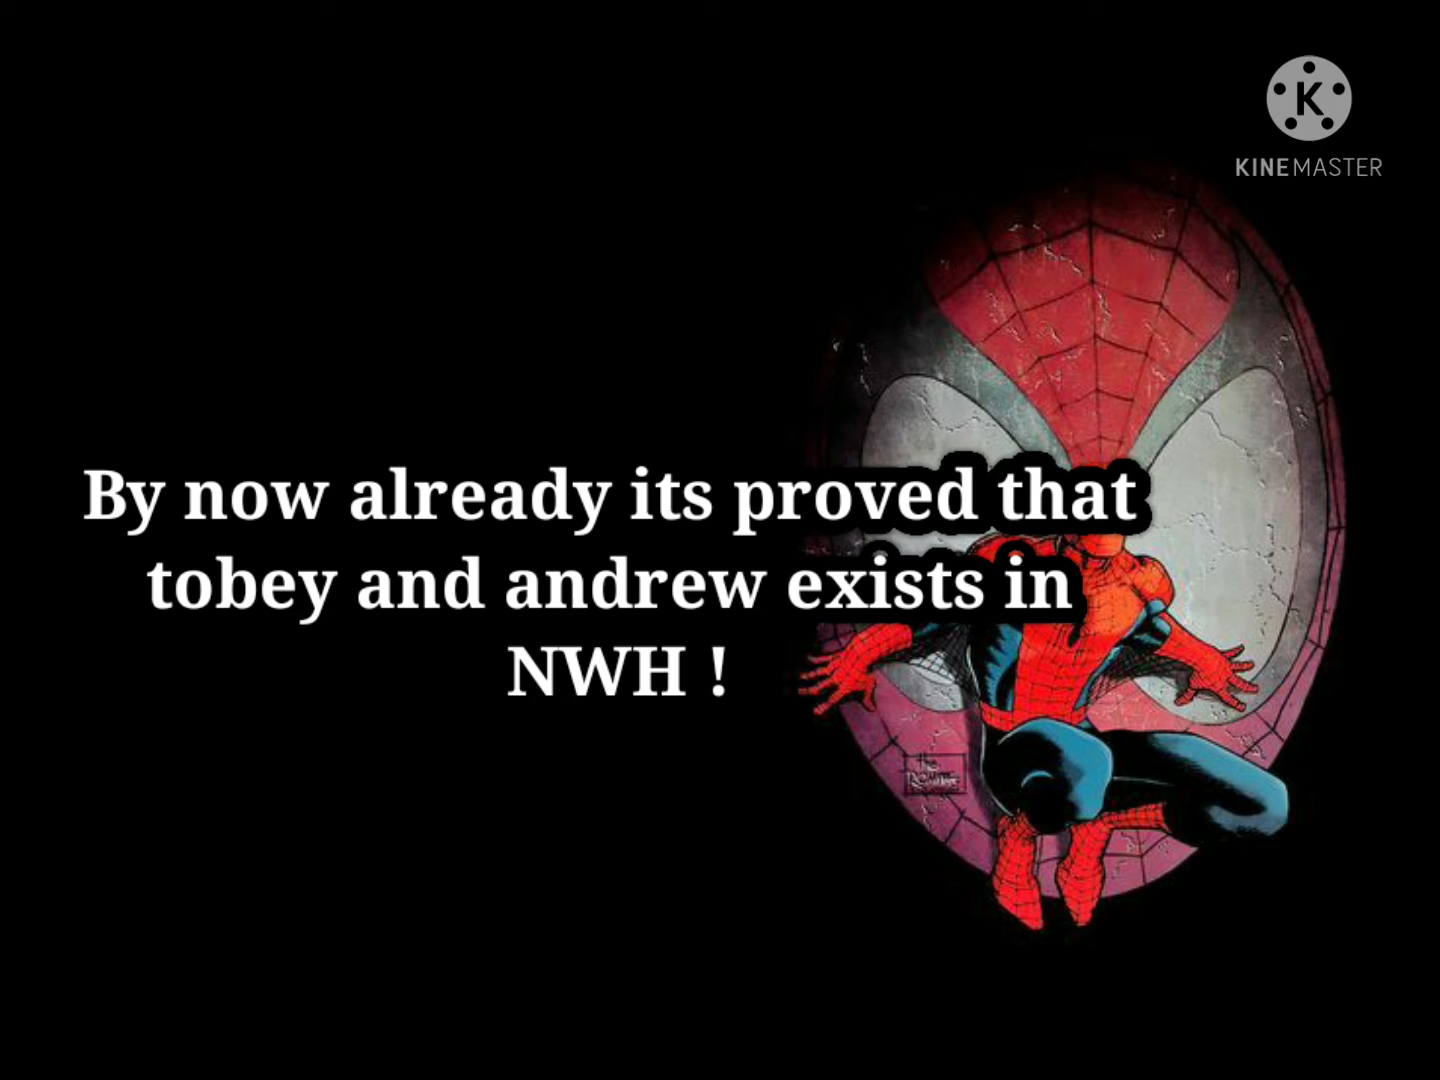 K
KINEMASTER
By now already its proved that
tobey and andrew exists in
NWH !